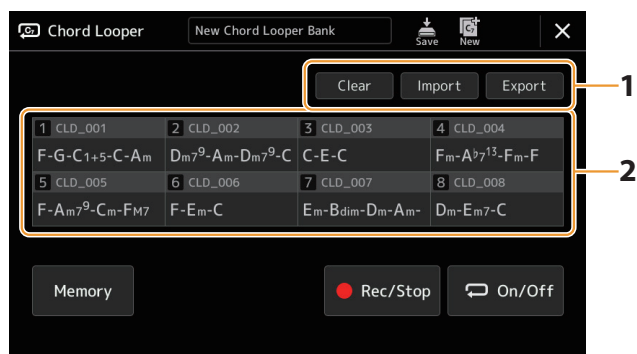 Chord Looper New Chord Looper Bank Save New
Clear Import Export 1
1 CLD_001 2 CLD_002 3 CLD_003 4 CLD_004
F-G-C1+5-C-Am Dm7⁹-Am-Dm7⁹-C C-E-C Fm-A♭7¹³-Fm-F
2
5 CLD_005 6 CLD_006 7 CLD_007 8 CLD_008
F-Am7⁹-Cm-FM7 F-Em-C Em-Bdim-Dm-Am- Dm-Em7-C
Memory Rec/Stop On/Off